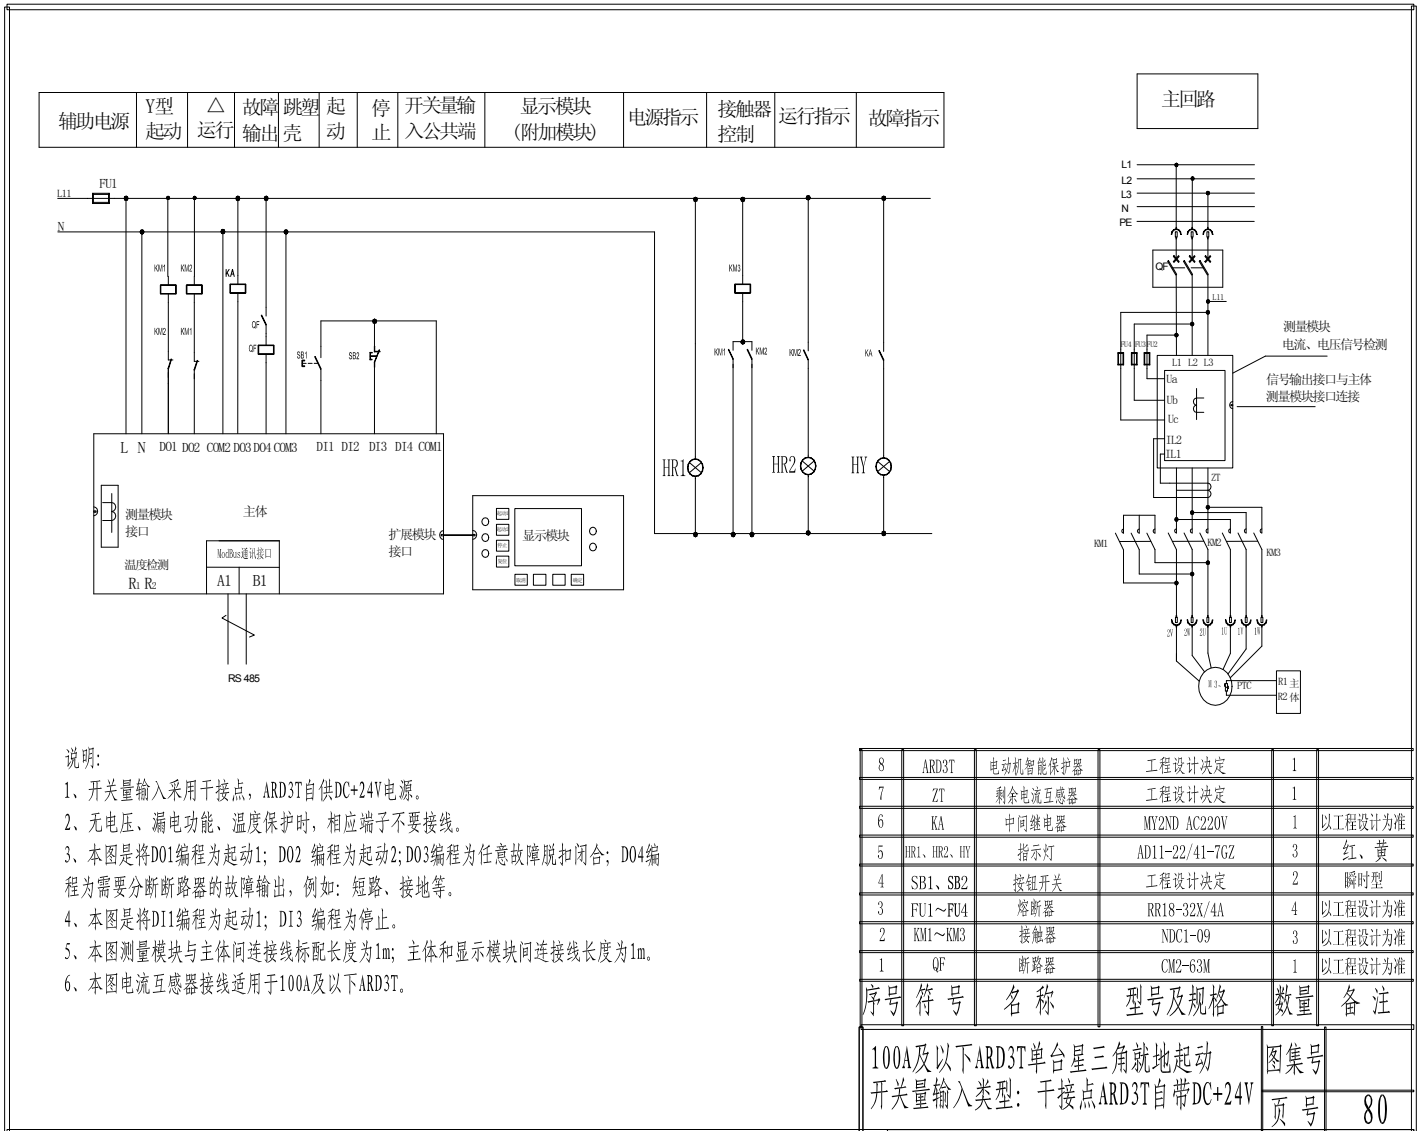 辅助电源
Y型
起动
△
运行
故障
输出
跳塑
壳
起
动
停
止
开关量输
入公共端
显示模块
(附加模块)
电源指示
接触器
控制
运行指示
故障指示
主回路
L11
FU1
N
KM1
KM2
KA
KM2
KM1
QF
QF
SB1
SB2
KM3
KM1
KM2
KM2
KA
HR1
HR2
HY
L N DO1 DO2 COM2 DO3 DO4 COM3 DI1 DI2 DI3 DI4 COM1
测量模块
接口
主体
扩展模块
接口
温度检测
R1 R2
ModBus通讯接口
A1 B1
RS 485
显示模块
L1
L2
L3
N
PE
QF
L11
FU4 FU3 FU2
L1 L2 L3
Ua
Ub
Uc
IL2
IL1
ZT
测量模块
电流、电压信号检测
信号输出接口与主体
测量模块接口连接
KM1
KM2
KM3
2V 2W 2U 1U 1V 1W
M 3~
PTC
R1 主
R2 体
说明:
1、开关量输入采用干接点，ARD3T自供DC+24V电源。
2、无电压、漏电功能、温度保护时，相应端子不要接线。
3、本图是将DO1编程为起动1；DO2 编程为起动2;DO3编程为任意故障脱扣闭合；DO4编
程为需要分断断路器的故障输出，例如：短路、接地等。
4、本图是将DI1编程为起动1；DI3 编程为停止。
5、本图测量模块与主体间连接线标配长度为1m；主体和显示模块间连接线长度为1m。
6、本图电流互感器接线适用于100A及以下ARD3T。
8 ARD3T 电动机智能保护器 工程设计决定 1
7 ZT 剩余电流互感器 工程设计决定 1
6 KA 中间继电器 MY2ND AC220V 1 以工程设计为准
5 HR1、HR2、HY 指示灯 AD11-22/41-7GZ 3 红、黄
4 SB1、SB2 按钮开关 工程设计决定 2 瞬时型
3 FU1～FU4 熔断器 RR18-32X/4A 4 以工程设计为准
2 KM1～KM3 接触器 NDC1-09 3 以工程设计为准
1 QF 断路器 CM2-63M 1 以工程设计为准
序号 符 号 名 称 型号及规格 数量 备 注
100A及以下ARD3T单台星三角就地起动
开关量输入类型：干接点ARD3T自带DC+24V
图集号
页 号 80